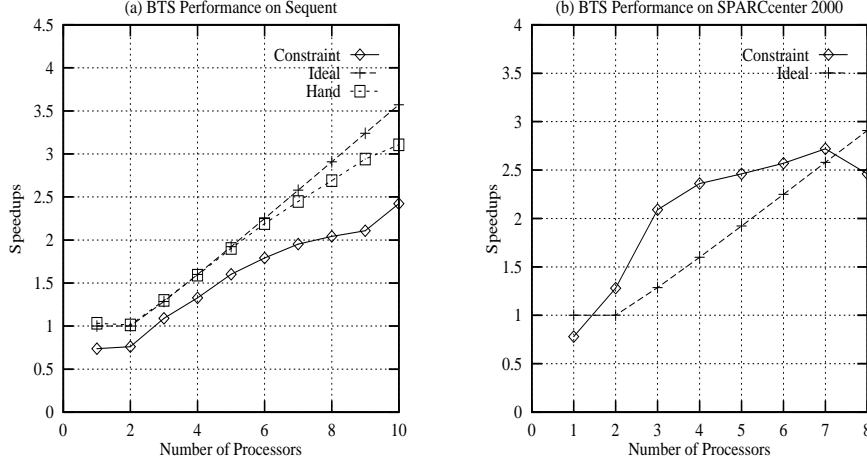 (a) BTS Performance on Sequent
4.5
4
3.5
3
2.5
2
1.5
1
0.5
0
Speedups
Constraint
Ideal
Hand
0 2 4 6 8 10
Number of Processors
(b) BTS Performance on SPARCcenter 2000
4
3.5
3
2.5
2
1.5
1
0.5
0
Speedups
Constraint
Ideal
0 1 2 3 4 5 6 7 8
Number of Processors